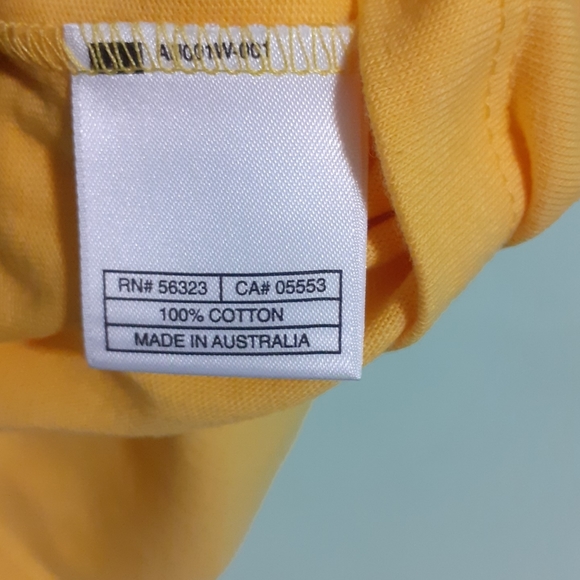 RN# 56323 CA# 05553
100% COTTON
MADE IN AUSTRALIA